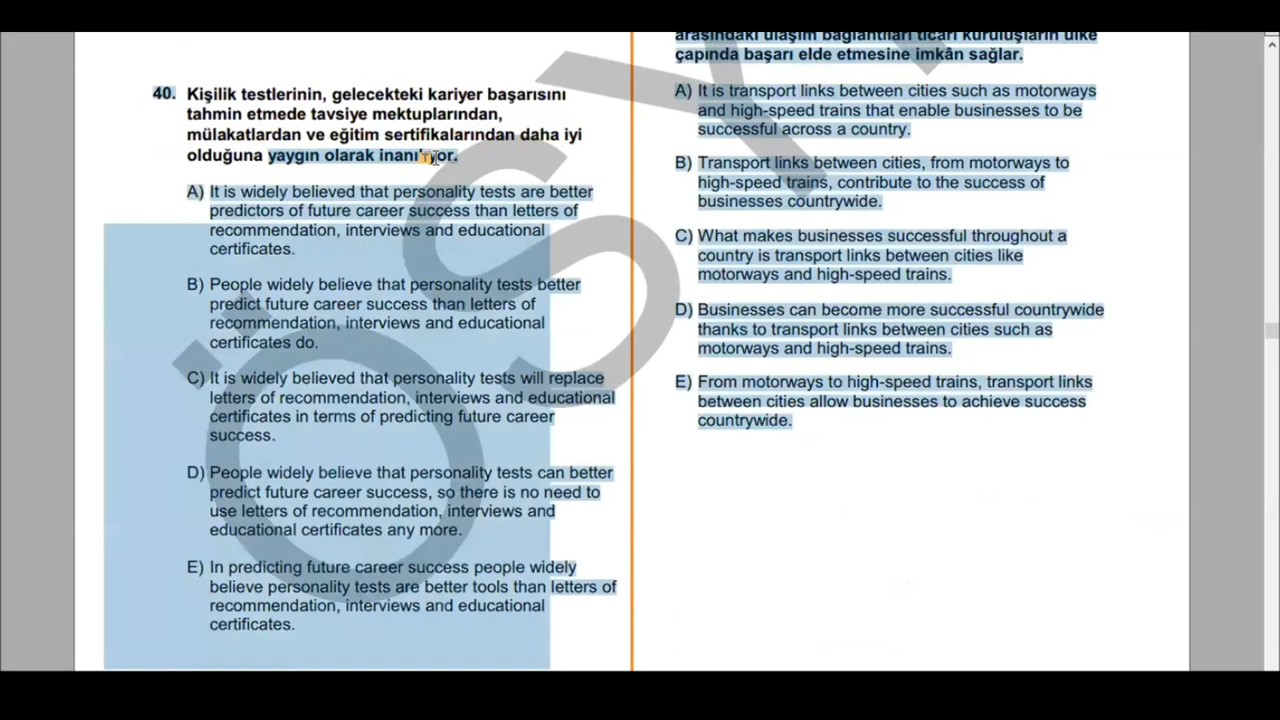 40. Kişilik testlerinin, gelecekteki kariyer başarısını
tahmin etmede tavsiye mektuplarından,
mülakatlardan ve eğitim sertifikalarından daha iyi
olduğuna yaygın olarak inanılıyor.
A) It is widely believed that personality tests are better
predictors of future career success than letters of
recommendation, interviews and educational
certificates.
B) People widely believe that personality tests better
predict future career success than letters of
recommendation, interviews and educational
certificates do.
C) It is widely believed that personality tests will replace
letters of recommendation, interviews and educational
certificates in terms of predicting future career
success.
D) People widely believe that personality tests can better
predict future career success, so there is no need to
use letters of recommendation, interviews and
educational certificates any more.
E) In predicting future career success people widely
believe personality tests are better tools than letters of
recommendation, interviews and educational
certificates.
arasındaki ulaşım bağlantıları ticari kuruluşların ülke
çapında başarı elde etmesine imkân sağlar.
A) It is transport links between cities such as motorways
and high-speed trains that enable businesses to be
successful across a country.
B) Transport links between cities, from motorways to
high-speed trains, contribute to the success of
businesses countrywide.
C) What makes businesses successful throughout a
country is transport links between cities like
motorways and high-speed trains.
D) Businesses can become more successful countrywide
thanks to transport links between cities such as
motorways and high-speed trains.
E) From motorways to high-speed trains, transport links
between cities allow businesses to achieve success
countrywide.
ÖSY